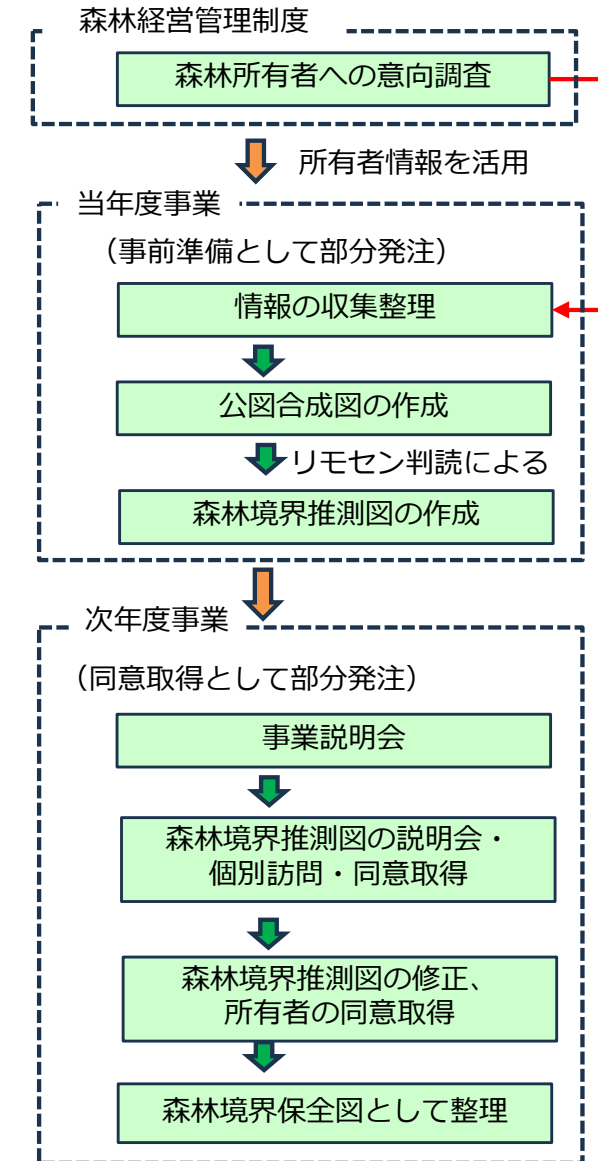 森林経営管理制度
森林所有者への意向調査
所有者情報を活用
当年度事業
（事前準備として部分発注）
情報の収集整理
公図合成図の作成
リモセン判読による
森林境界推測図の作成
次年度事業
（同意取得として部分発注）
事業説明会
森林境界推測図の説明会・
個別訪問・同意取得
森林境界推測図の修正、
所有者の同意取得
森林境界保全図として整理